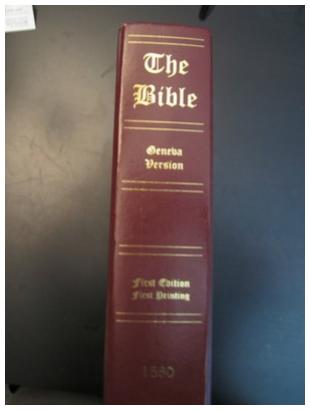 The
Bible
Geneva
Version
First Edition
First Printing
1560